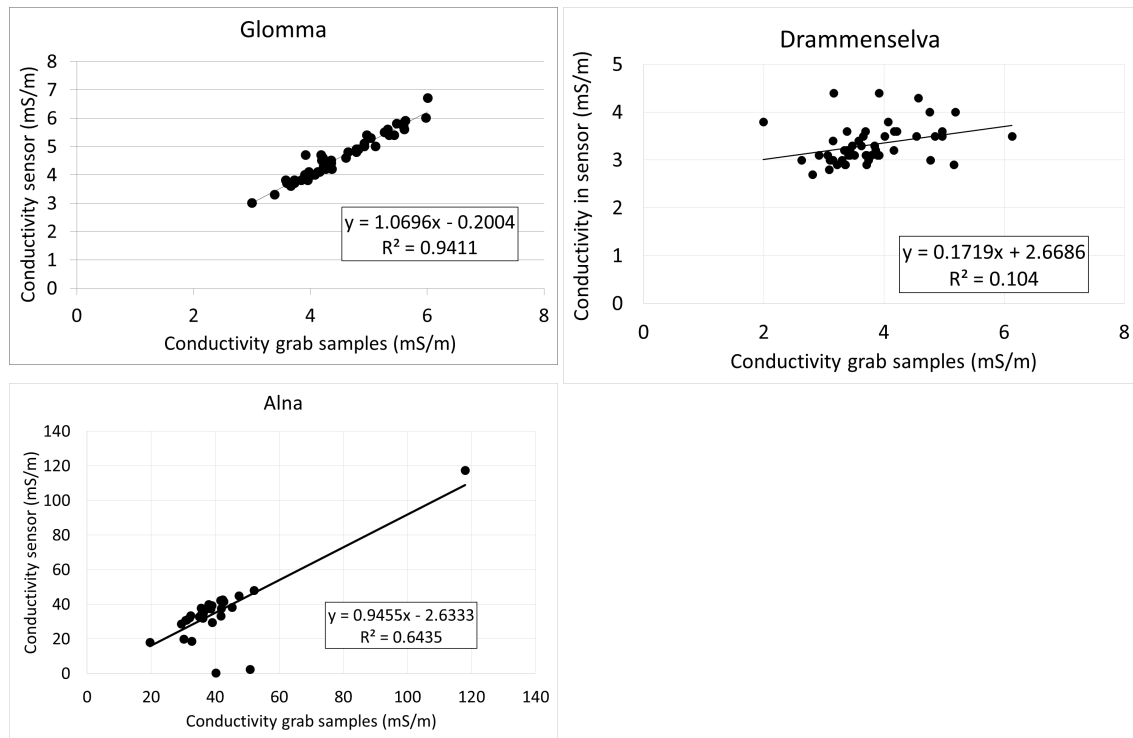 Glomma
8
7
6
5
4
3
2
1
0
Conductivity sensor (mS/m)
y = 1.0696x - 0.2004
R² = 0.9411
0 2 4 6 8
Conductivity grab samples (mS/m)
Drammenselva
5
4
3
2
1
0
Conductivity in sensor (mS/m)
y = 0.1719x + 2.6686
R² = 0.104
0 2 4 6 8
Conductivity grab samples (mS/m)
Alna
140
120
100
80
60
40
20
0
Conductivity sensor (mS/m)
y = 0.9455x - 2.6333
R² = 0.6435
0 20 40 60 80 100 120 140
Conductivity grab samples (mS/m)